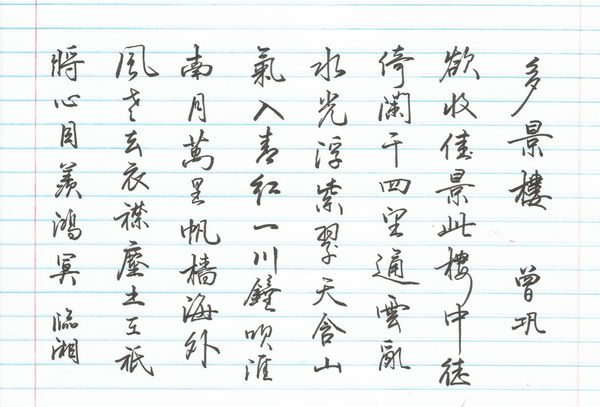 多景樓 曾巩
欲收佳景此樓中徒
倚瀾干四望通雲亂
水光浮紫翠天含山
氣入青紅一川鐘唄淮
南月萬里帆檣海外
風老去衣襟塵土在祇
將心目羨鴻冥 臨湘